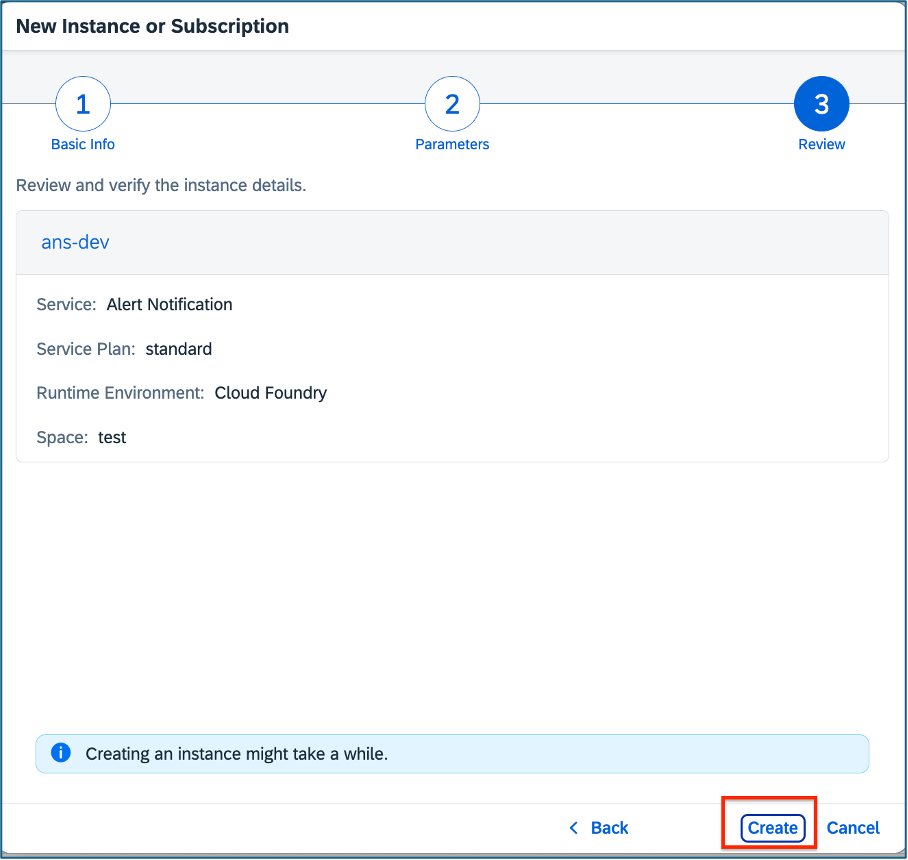 New Instance or Subscription
1 2 3
Basic Info Parameters Review
Review and verify the instance details.
ans-dev
Service: Alert Notification
Service Plan: standard
Runtime Environment: Cloud Foundry
Space: test
i Creating an instance might take a while.
< Back Create Cancel